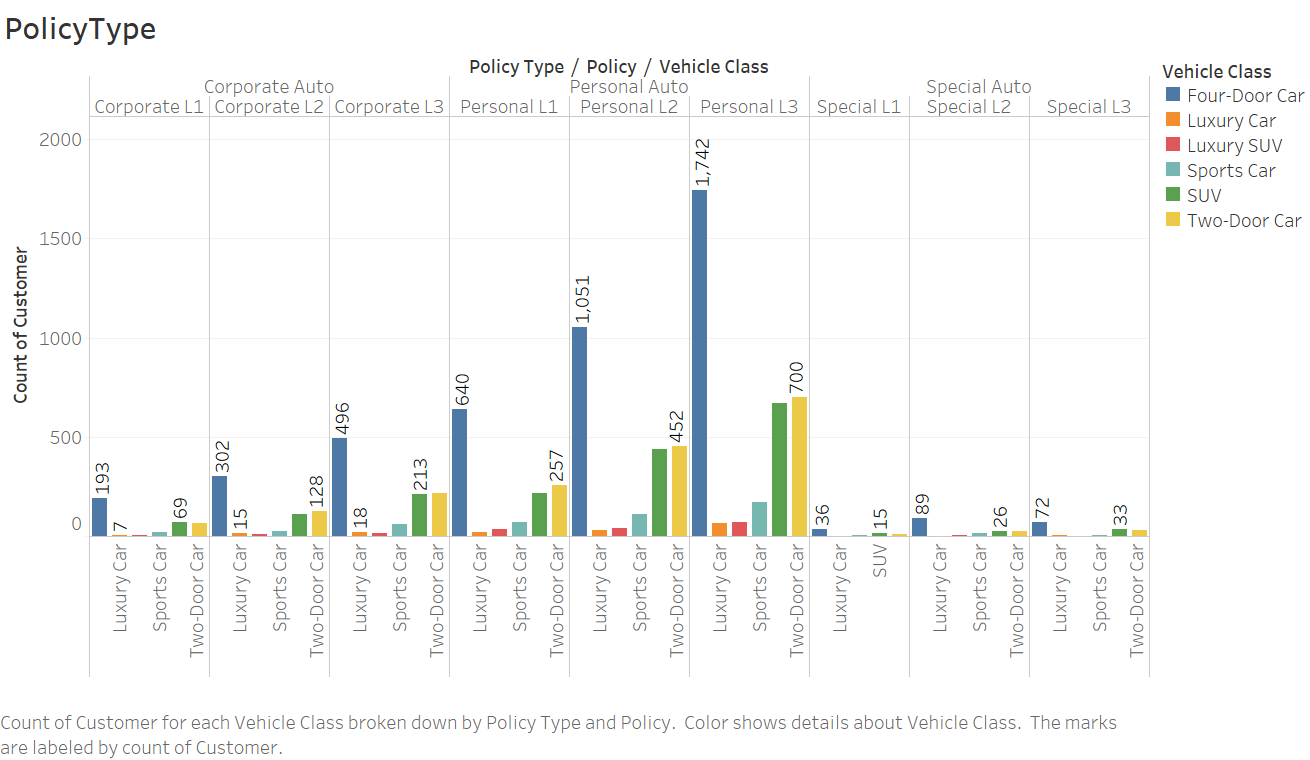 PolicyType
Policy Type / Policy / Vehicle Class
Corporate Auto Personal Auto Special Auto
Corporate L1 Corporate L2 Corporate L3 Personal L1 Personal L2 Personal L3 Special L1 Special L2 Special L3
Vehicle Class
Four-Door Car
Luxury Car
Luxury SUV
Sports Car
SUV
Two-Door Car
Count of Customer
2000
1500
1000
500
0
193
7
69
302
15
128
496
18
213
640
257
1,051
452
1,742
700
36
15
89
26
72
33
Luxury Car
Sports Car
Two-Door Car
Luxury Car
Sports Car
Two-Door Car
Luxury Car
Sports Car
Two-Door Car
Luxury Car
Sports Car
Two-Door Car
Luxury Car
Sports Car
Two-Door Car
Luxury Car
Sports Car
Two-Door Car
Luxury Car
SUV
Luxury Car
Sports Car
Two-Door Car
Luxury Car
Sports Car
Two-Door Car
Count of Customer for each Vehicle Class broken down by Policy Type and Policy. Color shows details about Vehicle Class. The marks
are labeled by count of Customer.